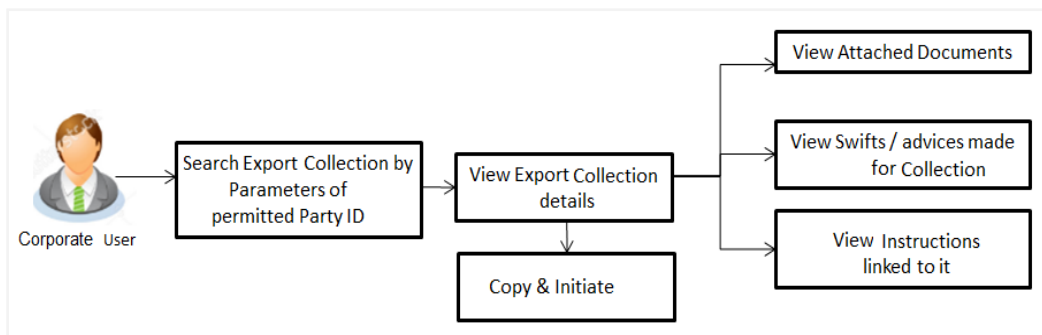 View Attached Documents
View Swifts / advices made
for Collection
Search Export Collection by
Parameters of
permitted Party ID
View Export Collection
details
Corporate User
View Instructions
linked to it
Copy & Initiate